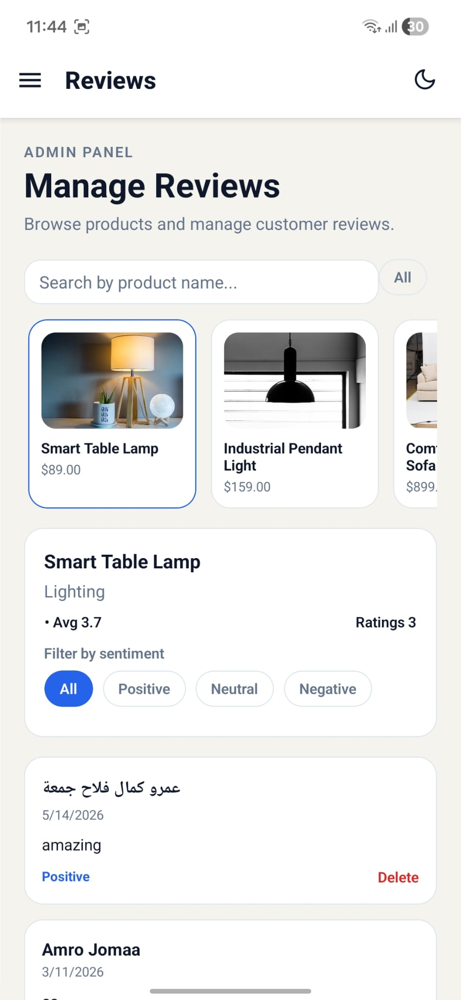 11:44
30
Reviews
ADMIN PANEL
Manage Reviews
Browse products and manage customer reviews.
Search by product name...
All
GROW
GROW
GROW
Smart Table Lamp
$89.00
Industrial Pendant
Light
$159.00
Sofa
$899.
Smart Table Lamp
Lighting
• Avg 3.7
Ratings 3
Filter by sentiment
All
Positive
Neutral
Negative
عمرو كمال فلاح جمعة
5/14/2026
amazing
Positive
Delete
Amro Jomaa
3/11/2026